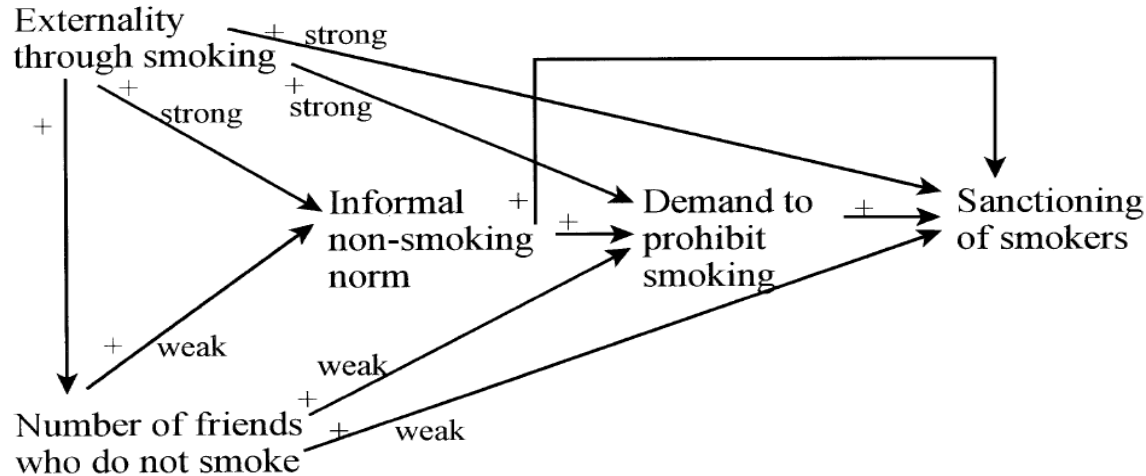 Externality
through smoking
+ strong
+
strong
+
strong
+
Informal
non-smoking
norm
+
+
Demand to
prohibit
smoking
+
Sanctioning
of smokers
+ weak
weak
+
+ weak
Number of friends
who do not smoke